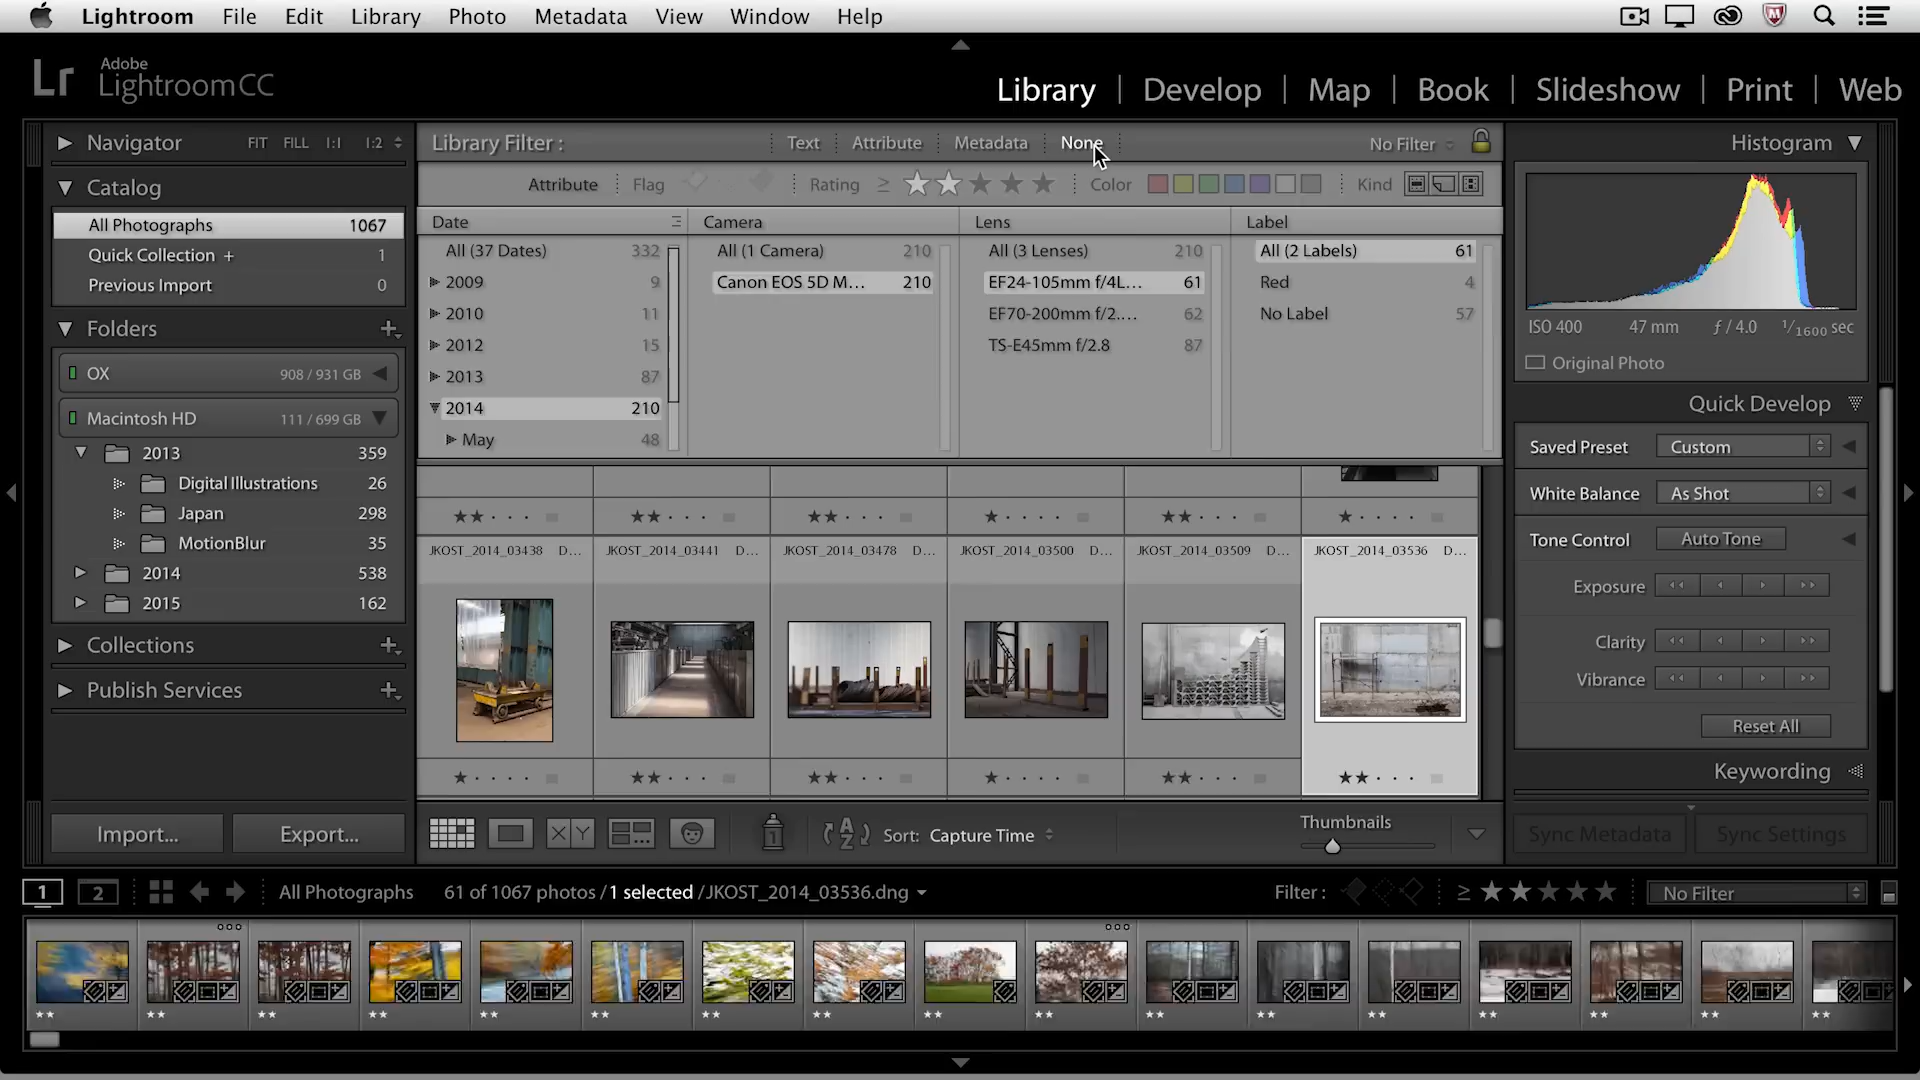 Lightroom File Edit Library Photo Metadata View Window Help
Lr Adobe Lightroom CC
Library | Develop | Map | Book | Slideshow | Print | Web
Navigator FIT FILL 1:1 1:2
Library Filter : Text Attribute Metadata None No Filter
Histogram
Catalog
Attribute Flag Rating ≥ ★★★★★ Color Kind
All Photographs 1067
Quick Collection + 1
Previous Import 0
Date Camera Lens Label
All (37 Dates) 332 All (1 Camera) 210 All (3 Lenses) 210 All (2 Labels) 61
2009 9 Canon EOS 5D M... 210 EF24-105mm f/4L... 61 Red 4
2010 11 EF70-200mm f/2.... 62 No Label 57
2012 15 TS-E45mm f/2.8 87
2013 87
2014 210
May 48
ISO 400 47 mm f / 4.0 1/1600 sec
Original Photo
Folders +
OX 908 / 931 GB
Macintosh HD 111 / 699 GB
2013 359
Digital Illustrations 26
Japan 298
MotionBlur 35
2014 538
2015 162
Collections +
Publish Services +
Import... Export...
Quick Develop
Saved Preset Custom
White Balance As Shot
Tone Control Auto Tone
Exposure
Clarity
Vibrance
Reset All
Keywording
Sync Metadata Sync Settings
★★ · · · ★★ · · · ★★ · · · ★ · · · · ★★ · · · ★ · · · ·
JKOST_2014_03438 D... JKOST_2014_03441 D... JKOST_2014_03478 D... JKOST_2014_03500 D... JKOST_2014_03509 D... JKOST_2014_03536 D...
★ · · · · ★★ · · · ★★ · · · ★ · · · · ★★ · · · ★★ · · ·
XY 1 AZ Sort: Capture Time Thumbnails
1 2 All Photographs 61 of 1067 photos / 1 selected / JKOST_2014_03536.dng Filter : ≥ ★★★★★ No Filter
★★ ★★ ★★ ★★ ★★ ★★ ★★ ★★ ★★ ★★ ★★ ★★ ★★ ★★ ★★ ★★ ★★